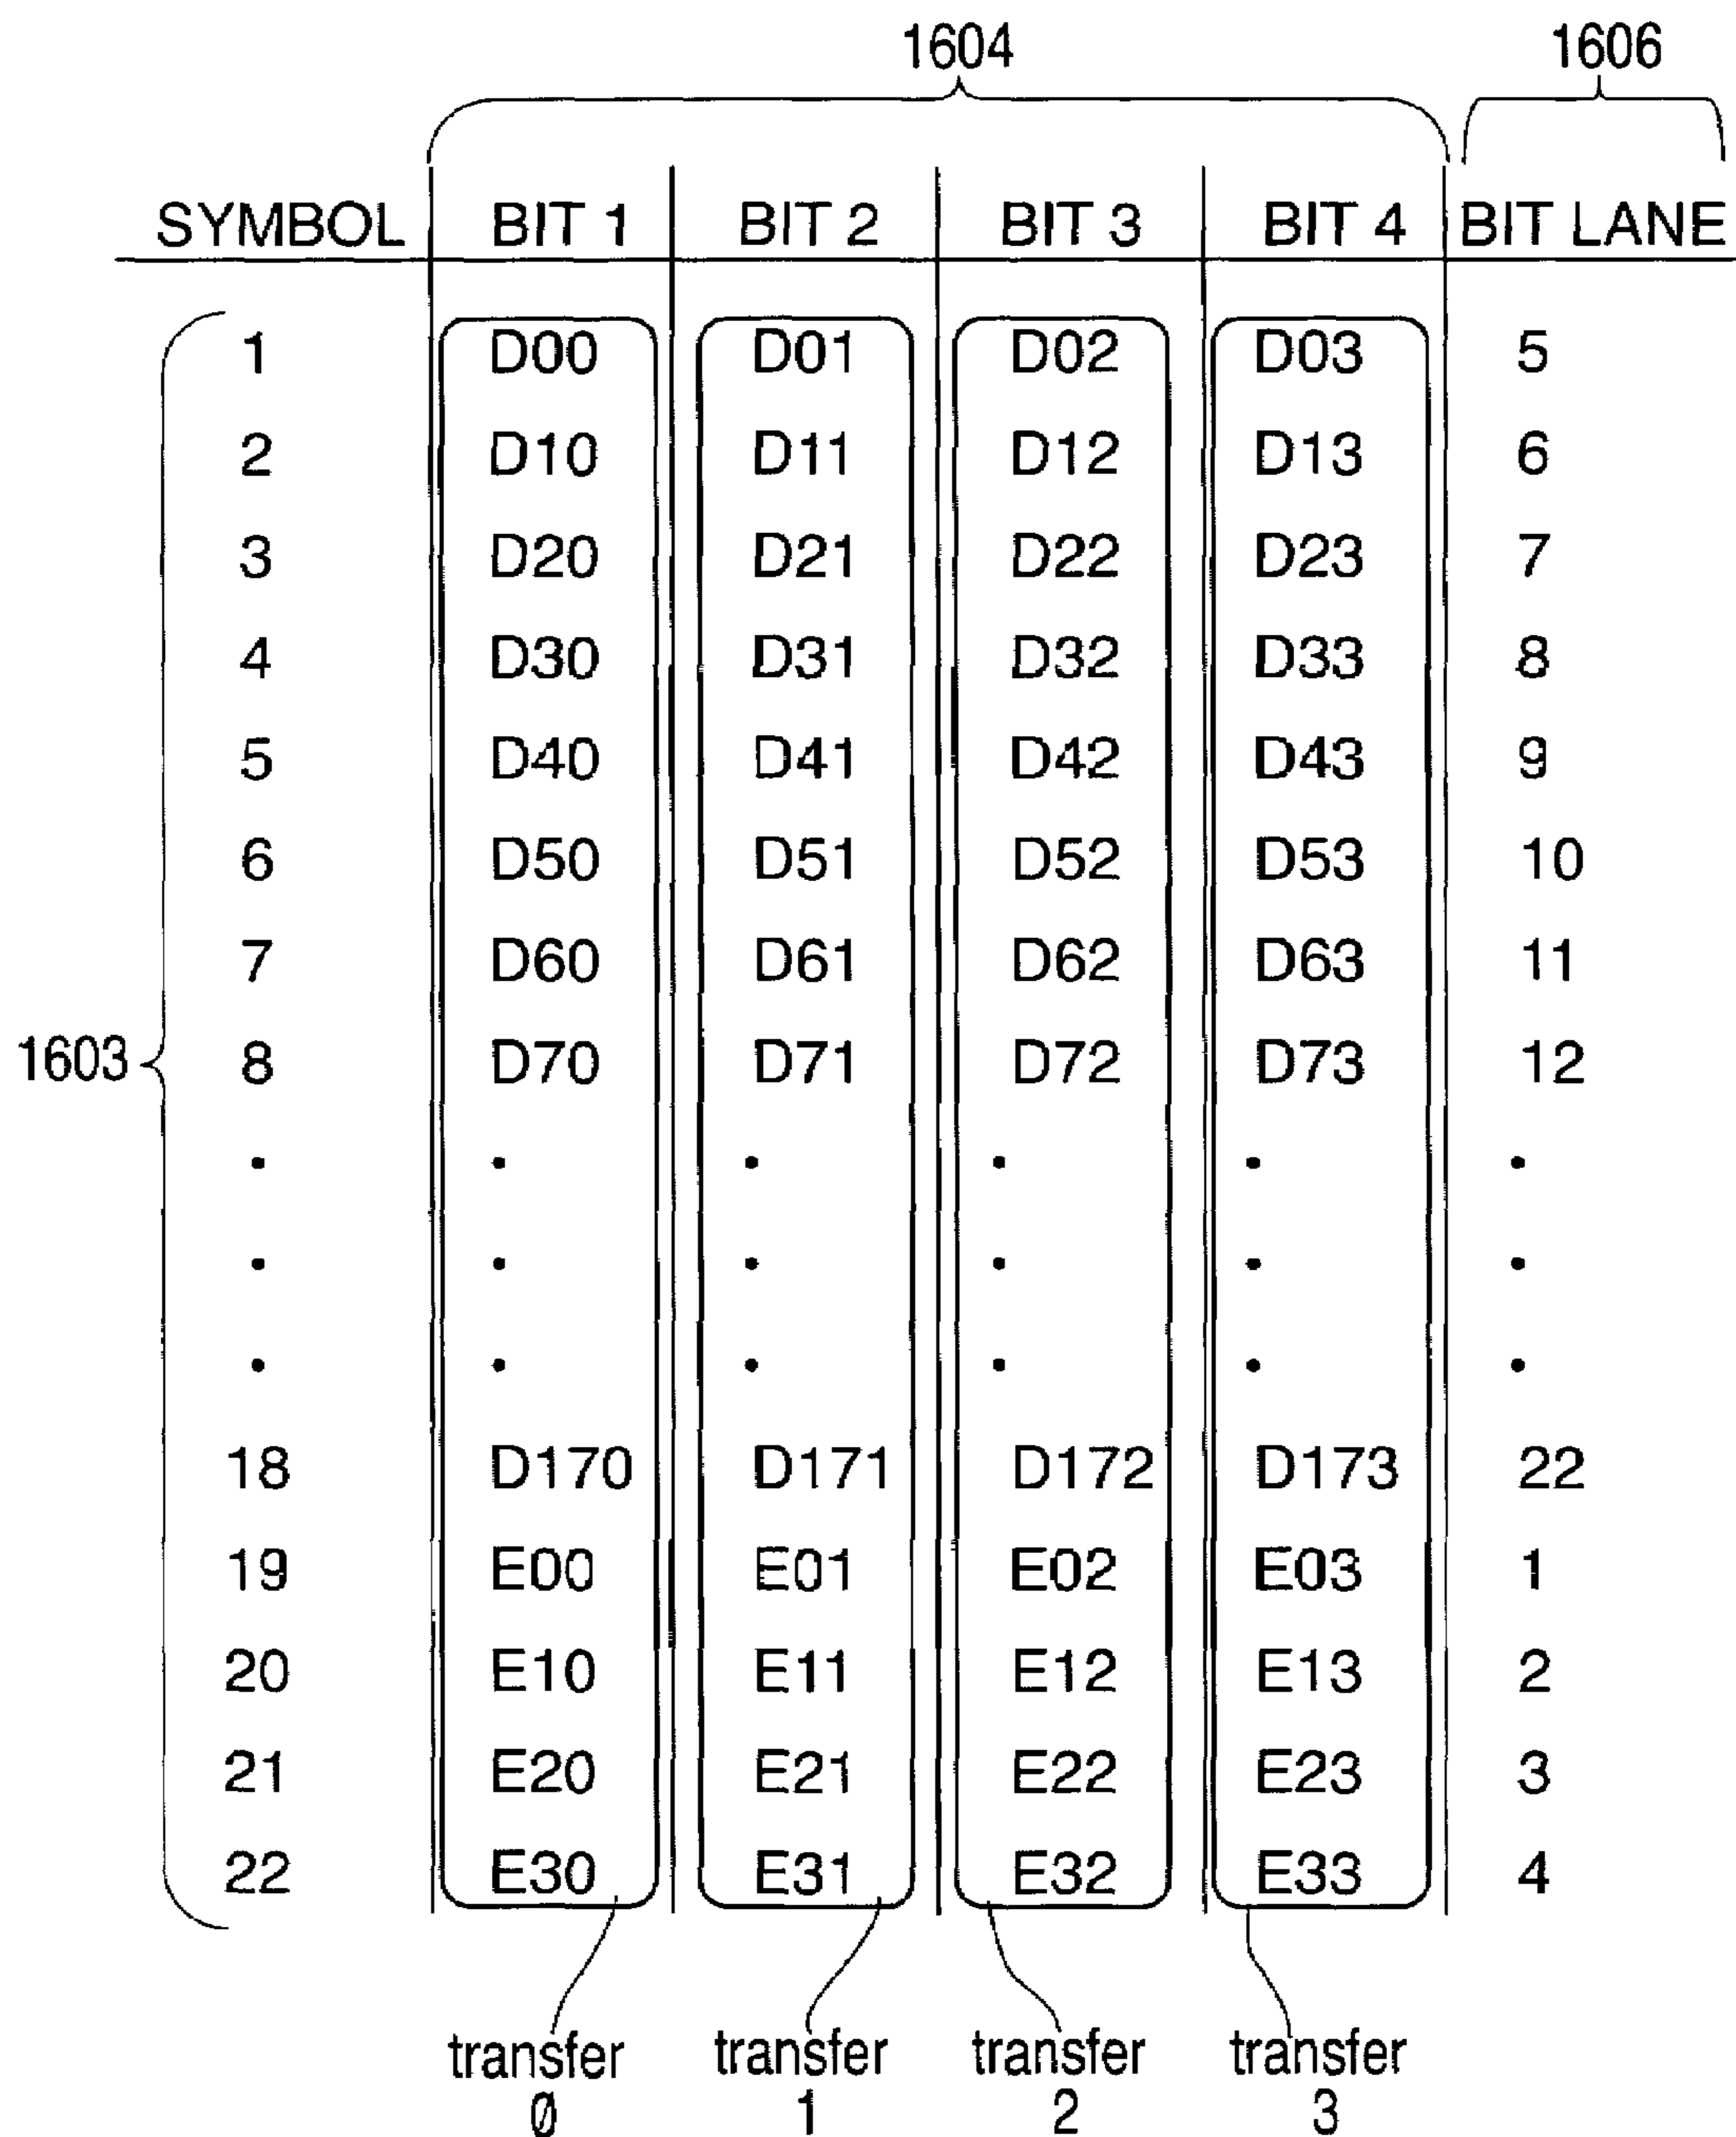 1604 1606
SYMBOL BIT 1 BIT 2 BIT 3 BIT 4 BIT LANE
1 D00 D01 D02 D03 5
2 D10 D11 D12 D13 6
3 D20 D21 D22 D23 7
4 D30 D31 D32 D33 8
5 D40 D41 D42 D43 9
6 D50 D51 D52 D53 10
7 D60 D61 D62 D63 11
1603 8 D70 D71 D72 D73 12
. . . . . .
. . . . . .
. . . . . .
18 D170 D171 D172 D173 22
19 E00 E01 E02 E03 1
20 E10 E11 E12 E13 2
21 E20 E21 E22 E23 3
22 E30 E31 E32 E33 4
transfer transfer transfer transfer
0 1 2 3